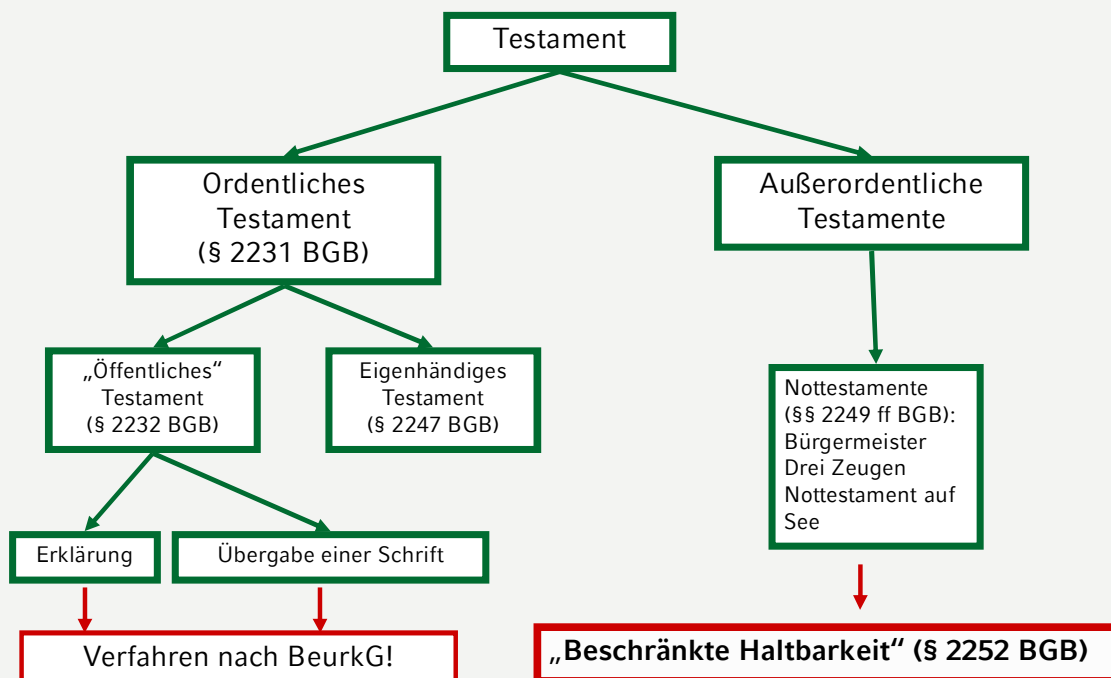 Testament
Ordentliches
Testament
(§ 2231 BGB)
Außerordentliche
Testamente
„Öffentliches“
Testament
(§ 2232 BGB)
Eigenhändiges
Testament
(§ 2247 BGB)
Nottestamente
(§§ 2249 ff BGB):
Bürgermeister
Drei Zeugen
Nottestament auf
See
Erklärung
Übergabe einer Schrift
Verfahren nach BeurkG!
„Beschränkte Haltbarkeit“ (§ 2252 BGB)